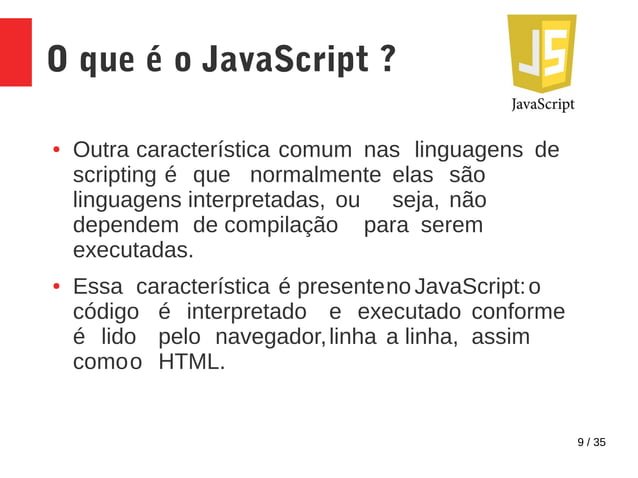 O que é o JavaScript ?
JS
JavaScript
• Outra característica comum nas linguagens de
scripting é que normalmente elas são
linguagens interpretadas, ou seja, não
dependem de compilação para serem
executadas.
• Essa característica é presenteno JavaScript: o
código é interpretado e executado conforme
é lido pelo navegador, linha a linha, assim
comoo HTML.
9 / 35